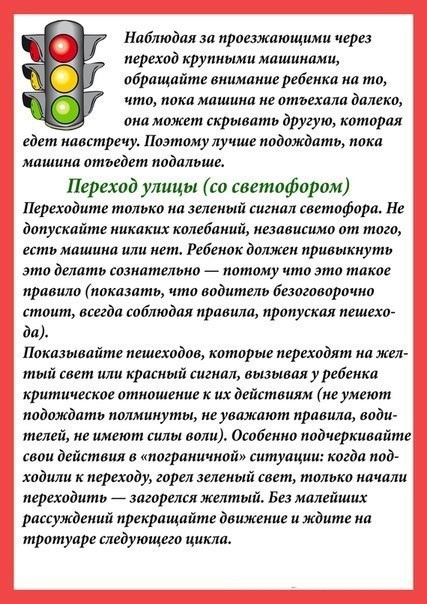 Наблюдая за проезжающими через
переход крупными машинами,
обращайте внимание ребенка на то,
что, пока машина не отъехала далеко,
она может скрывать другую, которая
едет навстречу. Поэтому лучше подождать, пока
машина отъедет подальше.
Переход улицы (со светофором)
Переходите только на зеленый сигнал светофора. Не
допускайте никаких колебаний, независимо от того,
есть машина или нет. Ребенок должен привыкнуть
это делать сознательно — потому что это такое
правило (показать, что водитель безоговорочно
стоит, всегда соблюдая правила, пропуская пешехо-
да).
Показывайте пешеходов, которые переходят на жел-
тый свет или красный сигнал, вызывая у ребенка
критическое отношение к их действиям (не умеют
подождать полминуты, не уважают правила, води-
телей, не имеют силы воли). Особенно подчеркивайте
свои действия в «пограничной» ситуации: когда под-
ходили к переходу, горел зеленый свет, только начали
переходить — загорелся желтый. Без малейших
рассуждений прекращайте движение и ждите на
тротуаре следующего цикла.